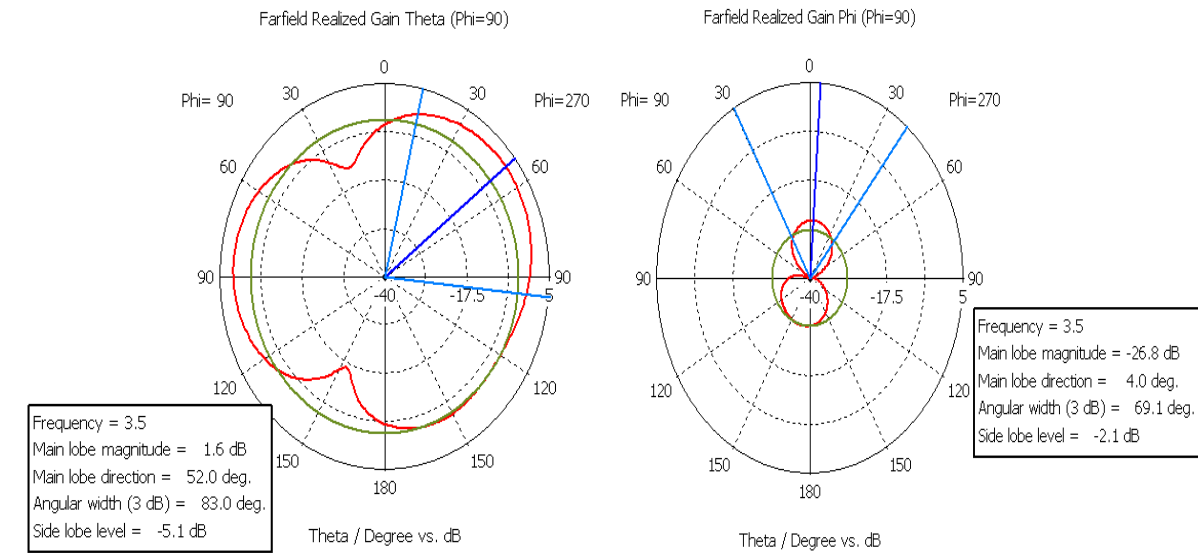 Farfield Realized Gain Theta (Phi=90)
0
Phi= 90
30
30
Phi=270
60
60
90
-40
-17.5
5
90
120
120
150
150
180
Frequency = 3.5
Main lobe magnitude = 1.6 dB
Main lobe direction = 52.0 deg.
Angular width (3 dB) = 83.0 deg.
Side lobe level = -5.1 dB
Theta / Degree vs. dB
Farfield Realized Gain Phi (Phi=90)
0
Phi= 90
30
30
Phi=270
60
60
90
-40
-17.5
5
90
120
120
150
150
180
Frequency = 3.5
Main lobe magnitude = -26.8 dB
Main lobe direction = 4.0 deg.
Angular width (3 dB) = 69.1 deg.
Side lobe level = -2.1 dB
Theta / Degree vs. dB